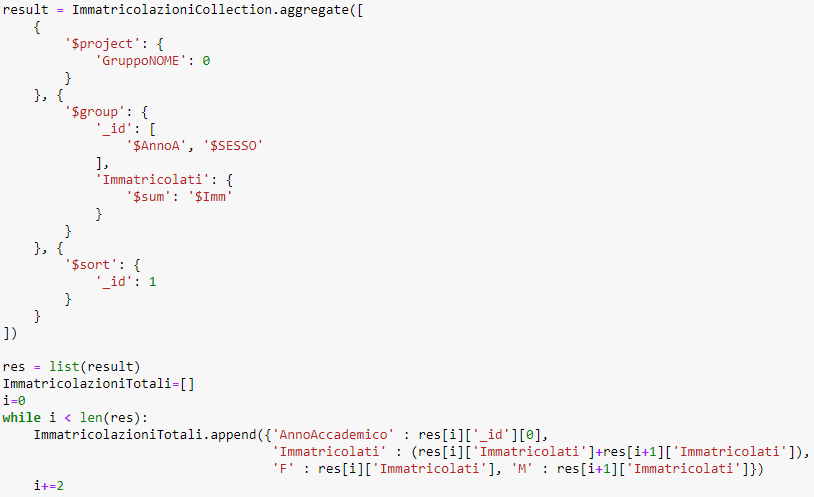 result = ImmatricolazioniCollection.aggregate([
    {
        '$project': {
            'GruppoNOME': 0
        }
    }, {
        '$group': {
            '_id': [
                '$AnnoA', '$SESSO'
            ],
            'Immatricolati': {
                '$sum': '$Imm'
            }
        }
    }, {
        '$sort': {
            '_id': 1
        }
    }
])

res = list(result)
ImmatricolazioniTotali=[]
i=0
while i < len(res):
    ImmatricolazioniTotali.append({'AnnoAccademico' : res[i]['_id'][0],
                                  'Immatricolati' : (res[i]['Immatricolati']+res[i+1]['Immatricolati']),
                                  'F' : res[i]['Immatricolati'], 'M' : res[i+1]['Immatricolati']})
    i+=2